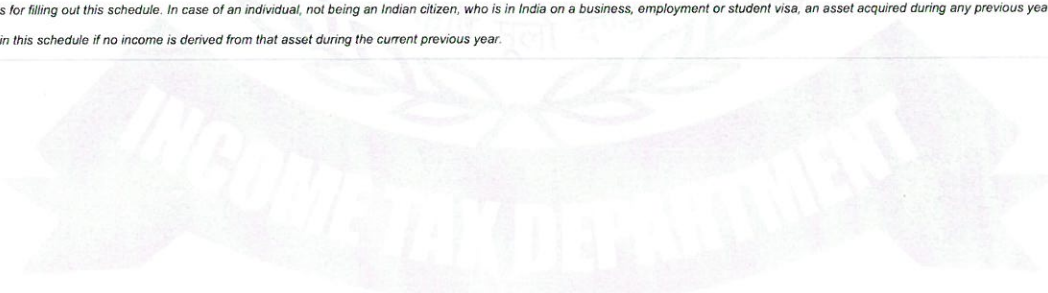 s for filling out this schedule. In case of an individual, not being an Indian citizen, who is in India on a business, employment or student visa, an asset acquired during any previous yea
in this schedule if no income is derived from that asset during the current previous year.
INCOME TAX DEPARTMENT